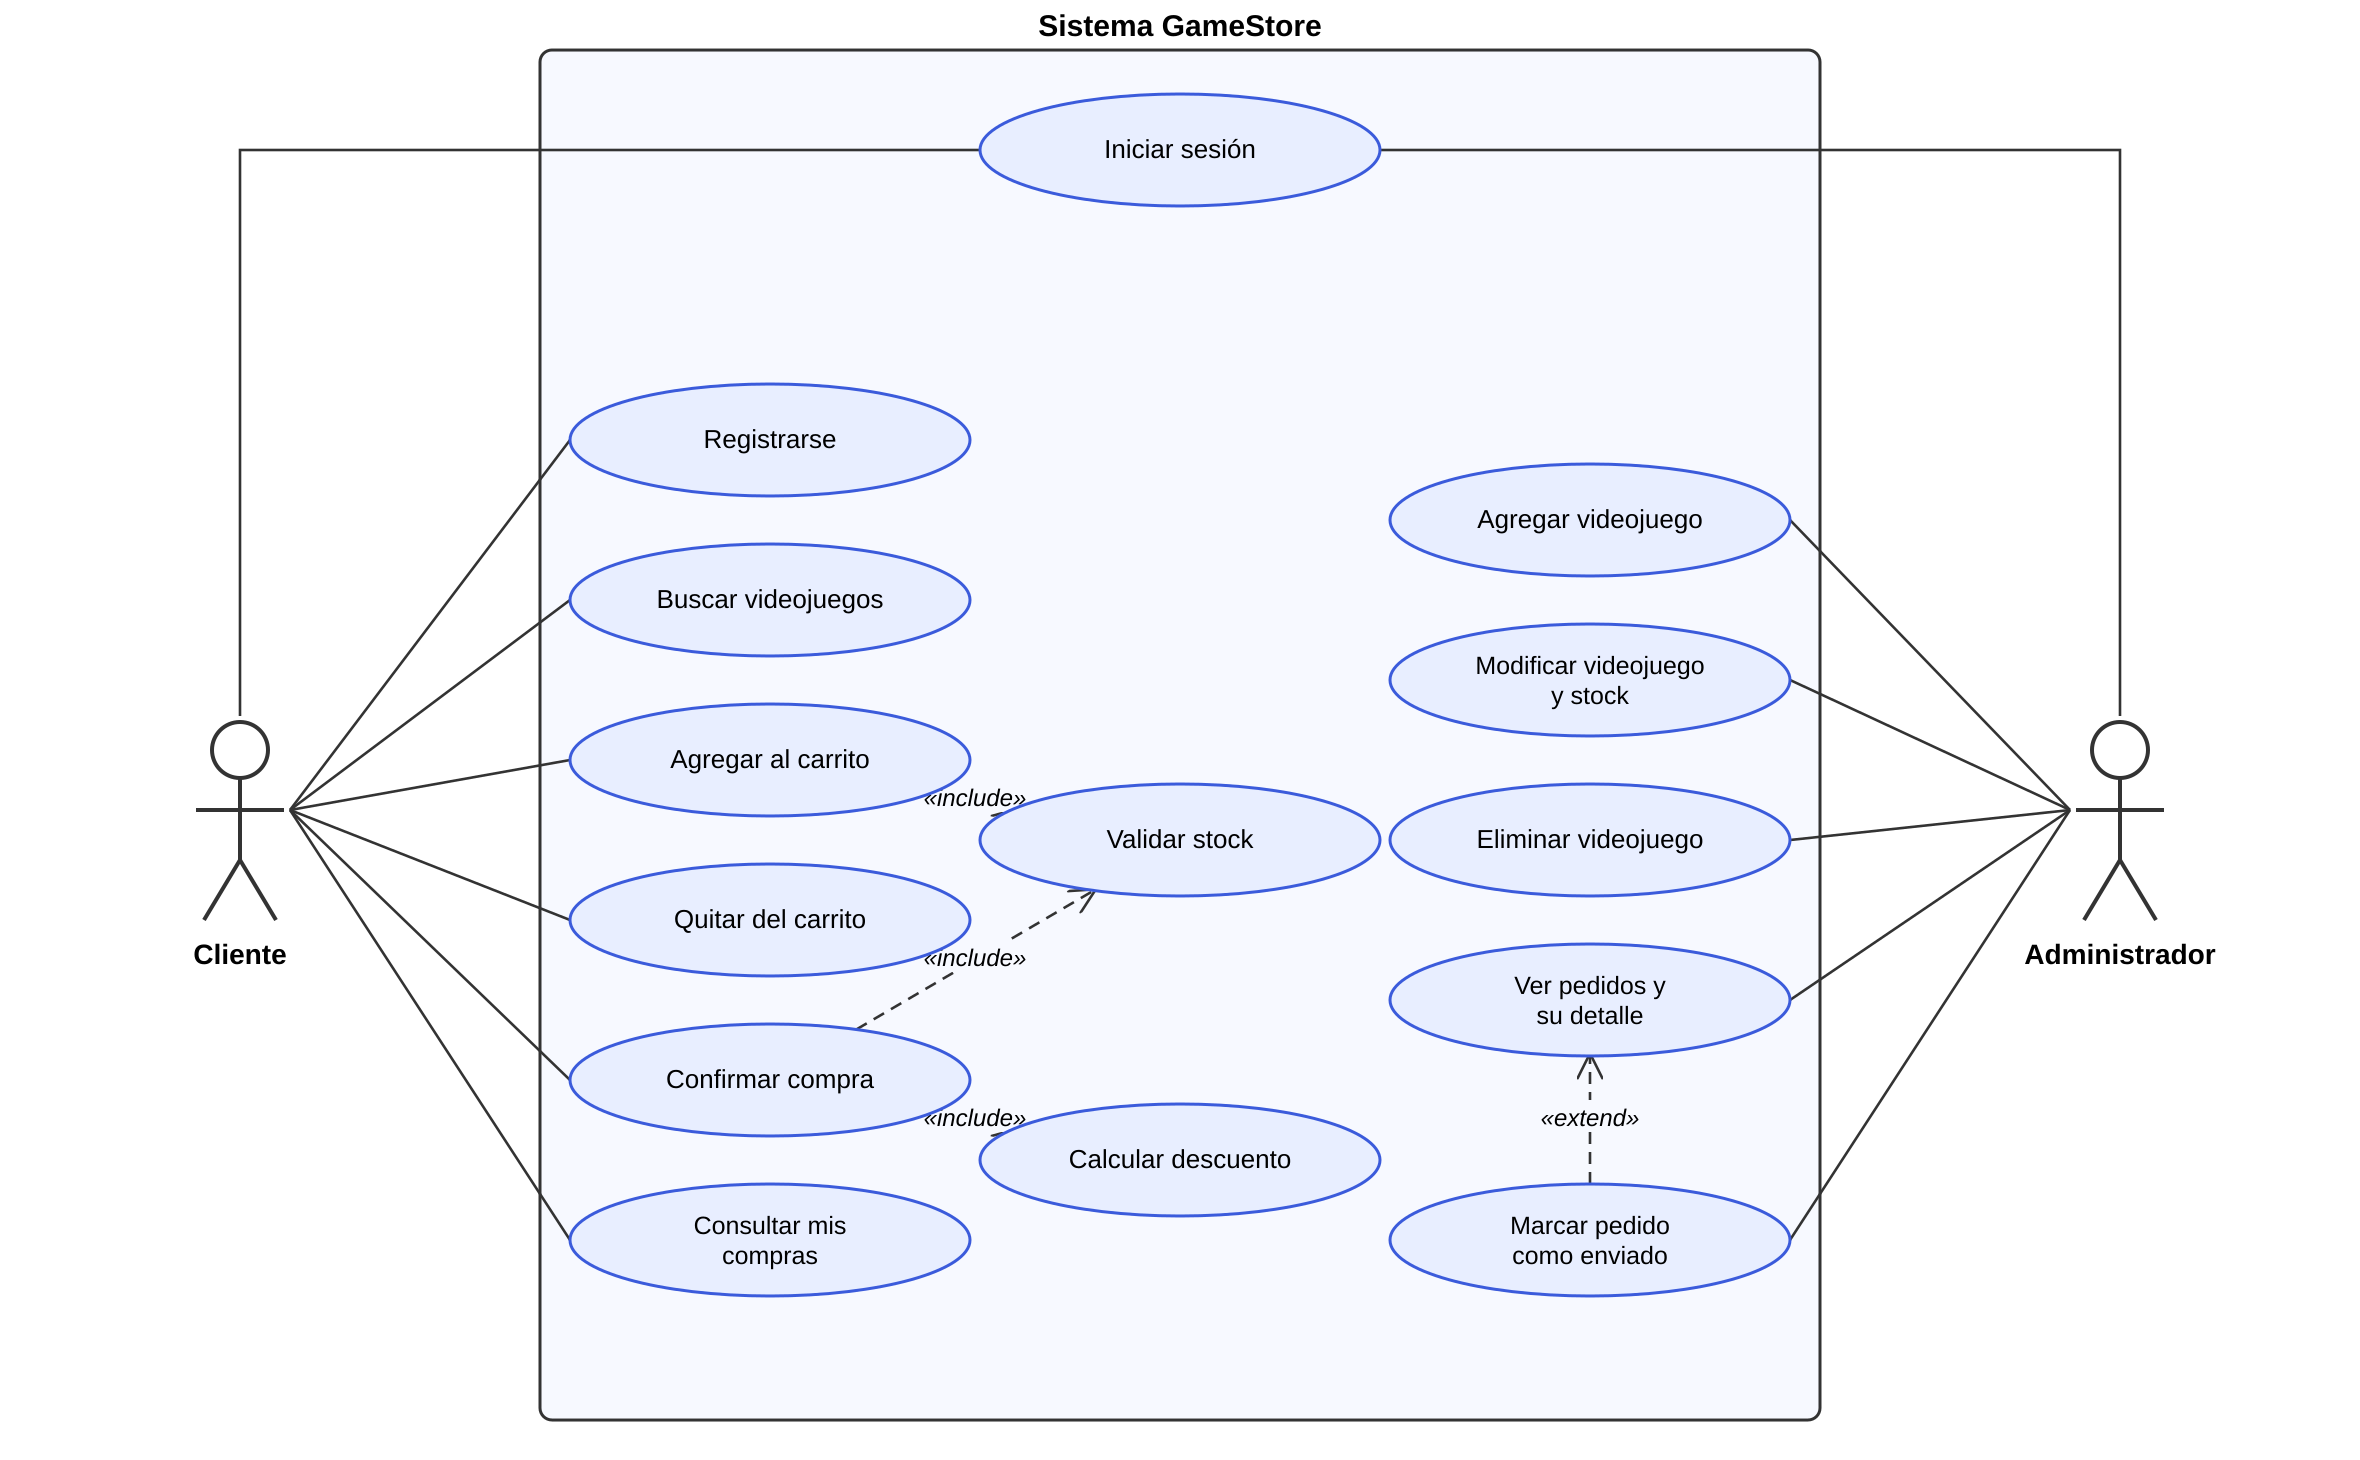 Sistema GameStore
Iniciar sesión
Registrarse
Agregar videojuego
Buscar videojuegos
Modificar videojuego
y stock
Agregar al carrito
«include»
Validar stock
Eliminar videojuego
Quitar del carrito
«include»
Cliente
Administrador
Ver pedidos y
su detalle
Confirmar compra
«include»
«extend»
Calcular descuento
Consultar mis
compras
Marcar pedido
como enviado